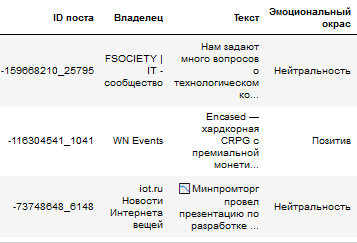 ID поста Владелец Текст Эмоциональный окрас
-159668210_25795 FSOCIETY | IT - сообщество Нам задают много вопросов о технологическом ко... Нейтральность
-116304541_1041 WN Events Encased — хардкорная CRPG с премиальной монети... Позитив
-73748648_6148 iot.ru Новости Интернета вещей Минпромторг провел презентацию по разработке ... Нейтральность